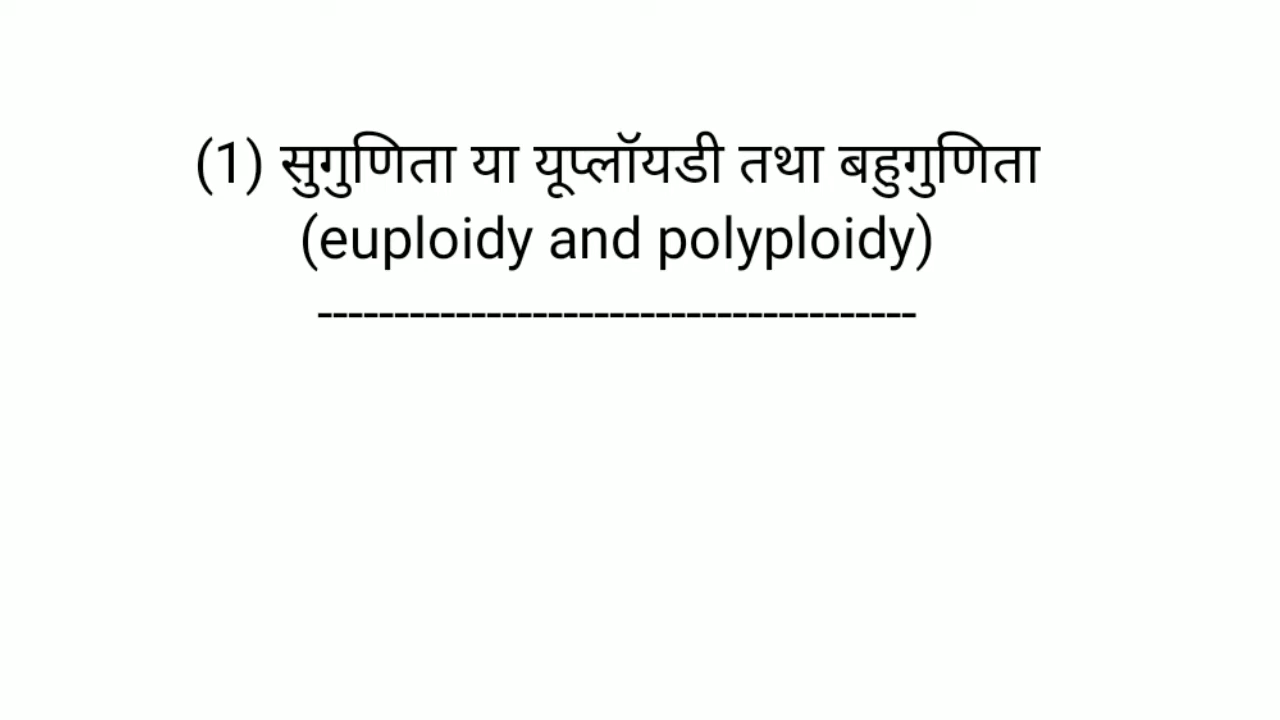 (1) सुगुणिता या यूप्लॉयडी तथा बहुगुणिता
(euploidy and polyploidy)
---------------------------------------